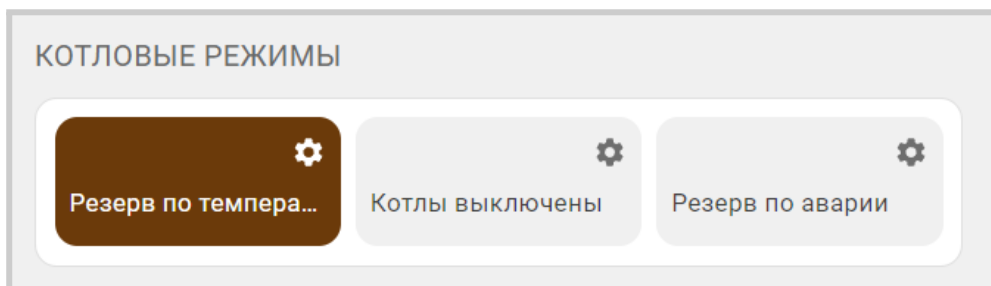 КОТЛОВЫЕ РЕЖИМЫ
Резерв по темпера...
Котлы выключены
Резерв по аварии